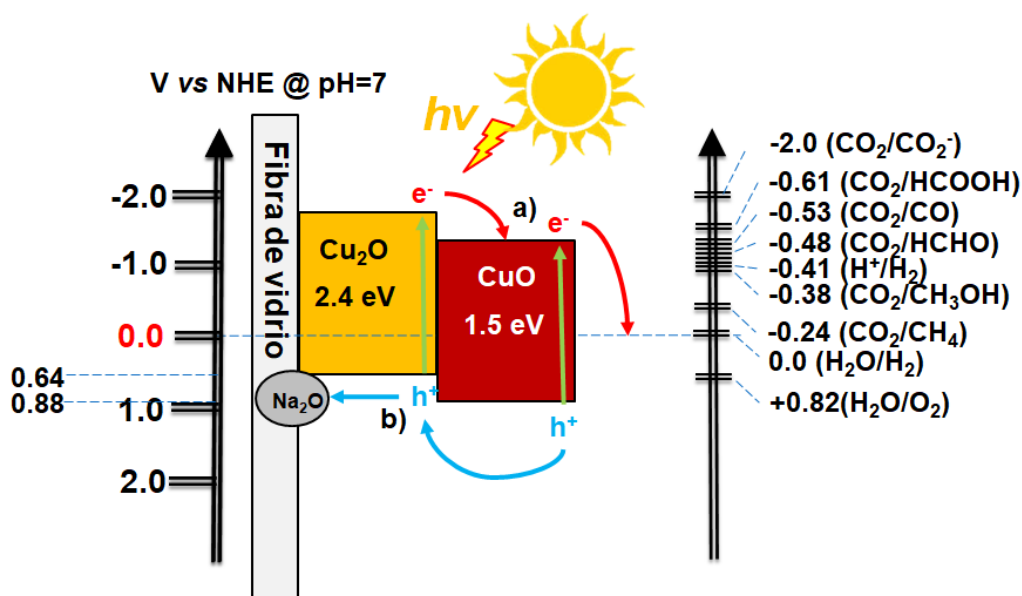 V vs NHE @ pH=7
hv
-2.0
-1.0
0.0
0.64
0.88
1.0
2.0
Fibra de vidrio
Na₂O
Cu₂O
2.4 eV
CuO
1.5 eV
e⁻
a)
e⁻
h⁺
b)
h⁺
-2.0 (CO₂/CO₂⁻)
-0.61 (CO₂/HCOOH)
-0.53 (CO₂/CO)
-0.48 (CO₂/HCHO)
-0.41 (H⁺/H₂)
-0.38 (CO₂/CH₃OH)
-0.24 (CO₂/CH₄)
0.0 (H₂O/H₂)
+0.82(H₂O/O₂)